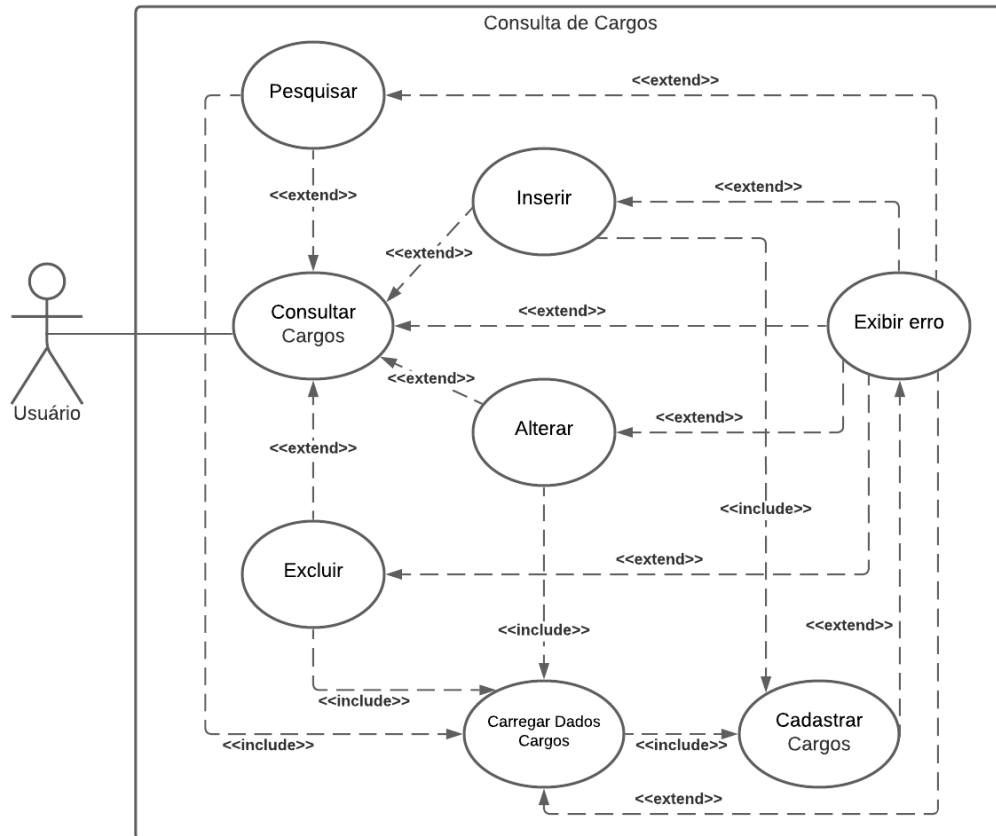 Consulta de Cargos
Pesquisar
<<extend>>
<<extend>>
Inserir
<<extend>>
<<extend>>
Consultar
Cargos
<<extend>>
Exibir erro
Usuário
<<extend>>
Alterar
<<extend>>
<<extend>>
<<include>>
Excluir
<<extend>>
<<extend>>
<<include>>
<<include>>
Carregar Dados
Cargos
<<include>>
<<include>>
Cadastrar
Cargos
<<extend>>